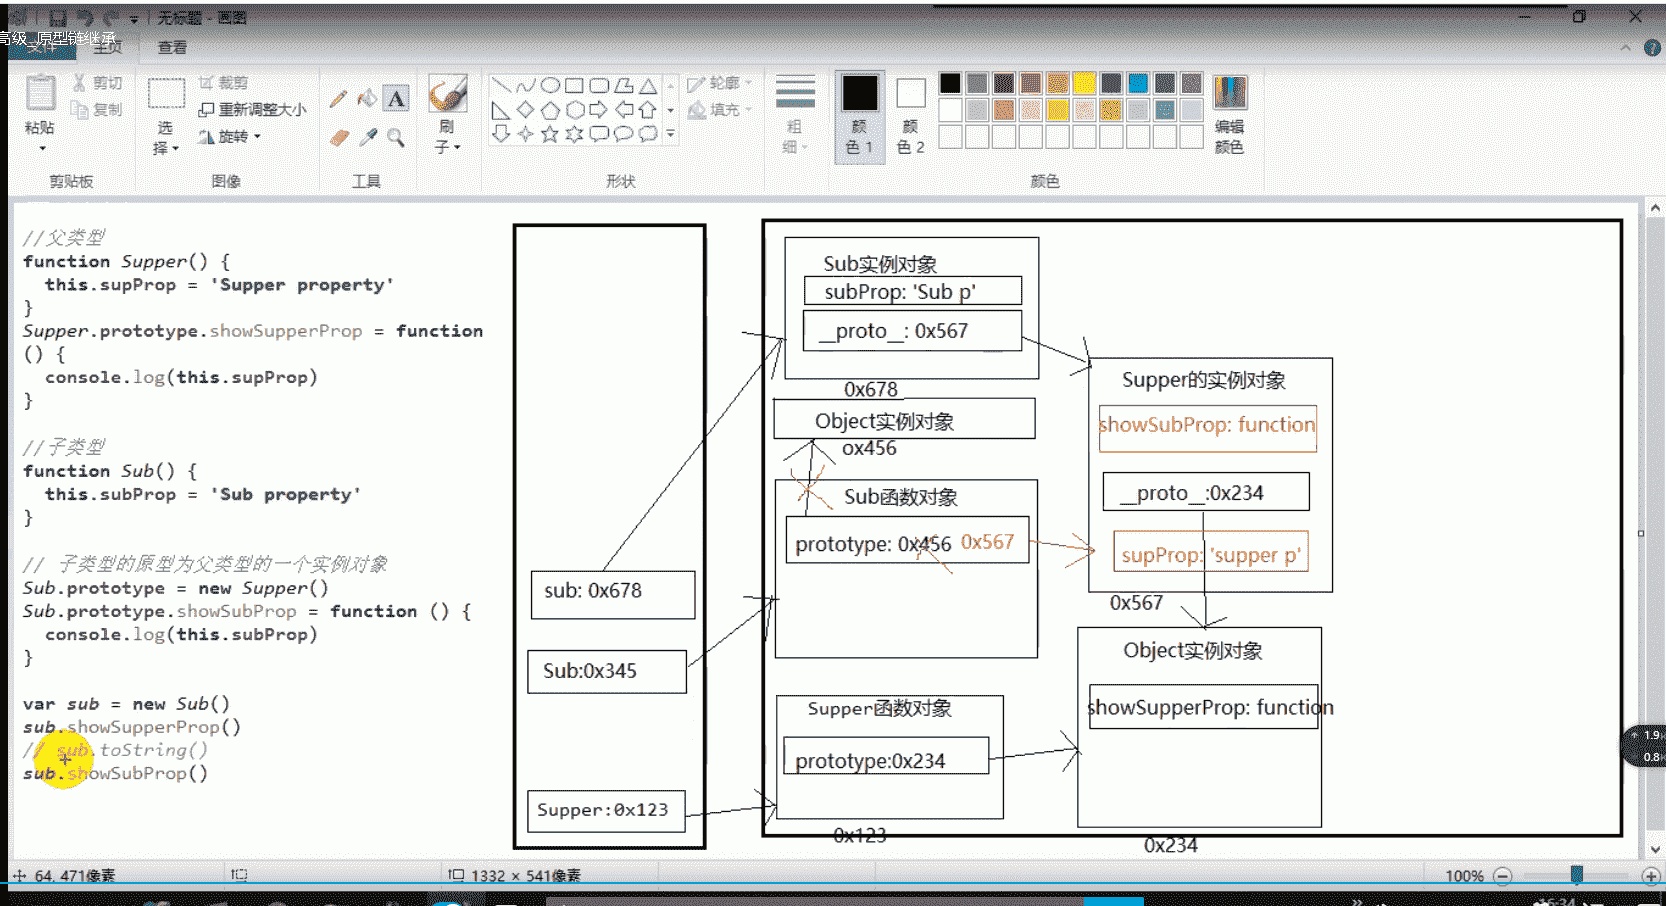 无标题 - 画图
高级_原型链继承
文件
主页
查看
粘贴
剪切
复制
剪贴板
选择
裁剪
重新调整大小
旋转
图像
工具
刷子
形状
轮廓
填充
粗细
颜色 1
颜色 2
编辑颜色
颜色
//父类型
function Supper() {
this.supProp = 'Supper property'
}
Supper.prototype.showSupperProp = function
() {
console.log(this.supProp)
}
//子类型
function Sub() {
this.subProp = 'Sub property'
}
// 子类型的原型为父类型的一个实例对象
Sub.prototype = new Supper()
Sub.prototype.showSubProp = function () {
console.log(this.subProp)
}
var sub = new Sub()
sub.showSupperProp()
// sub.toString()
sub.showSubProp()
sub: 0x678
Sub:0x345
Supper:0x123
Sub实例对象
subProp: 'Sub p'
__proto__: 0x567
0x678
Object实例对象
ox456
Sub函数对象
prototype: 0x456 0x567
Supper函数对象
prototype:0x234
0x123
Supper的实例对象
showSubProp: function
__proto__:0x234
supProp: 'supper p'
0x567
Object实例对象
showSupperProp: function
0x234
1.9
0.8
64, 471像素
1332 × 541像素
100%
16:34